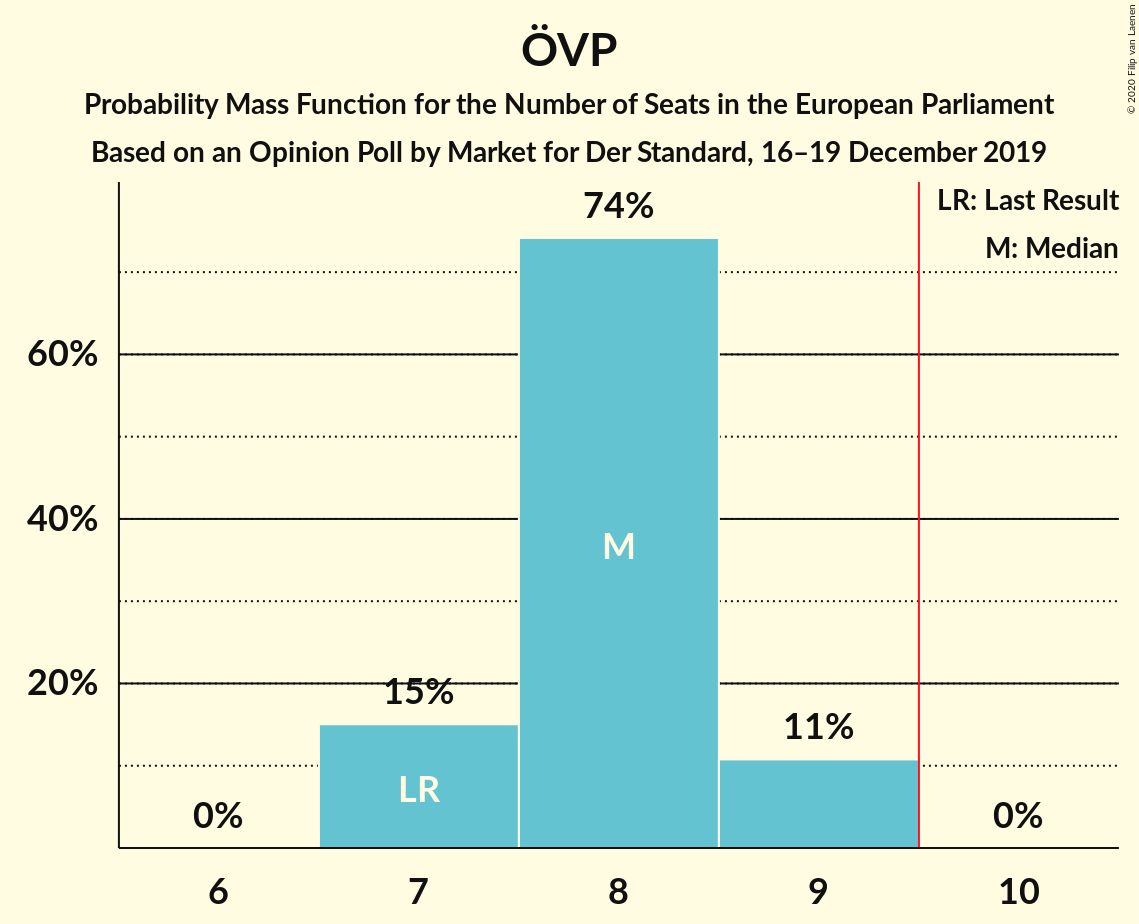 ÖVP
Probability Mass Function for the Number of Seats in the European Parliament
Based on an Opinion Poll by Market for Der Standard, 16–19 December 2019
© 2020 Filip van Laenen
LR: Last Result
M: Median
74%
60%
40%
M
20%
15%
11%
LR
0%
0%
6
7
8
9
10